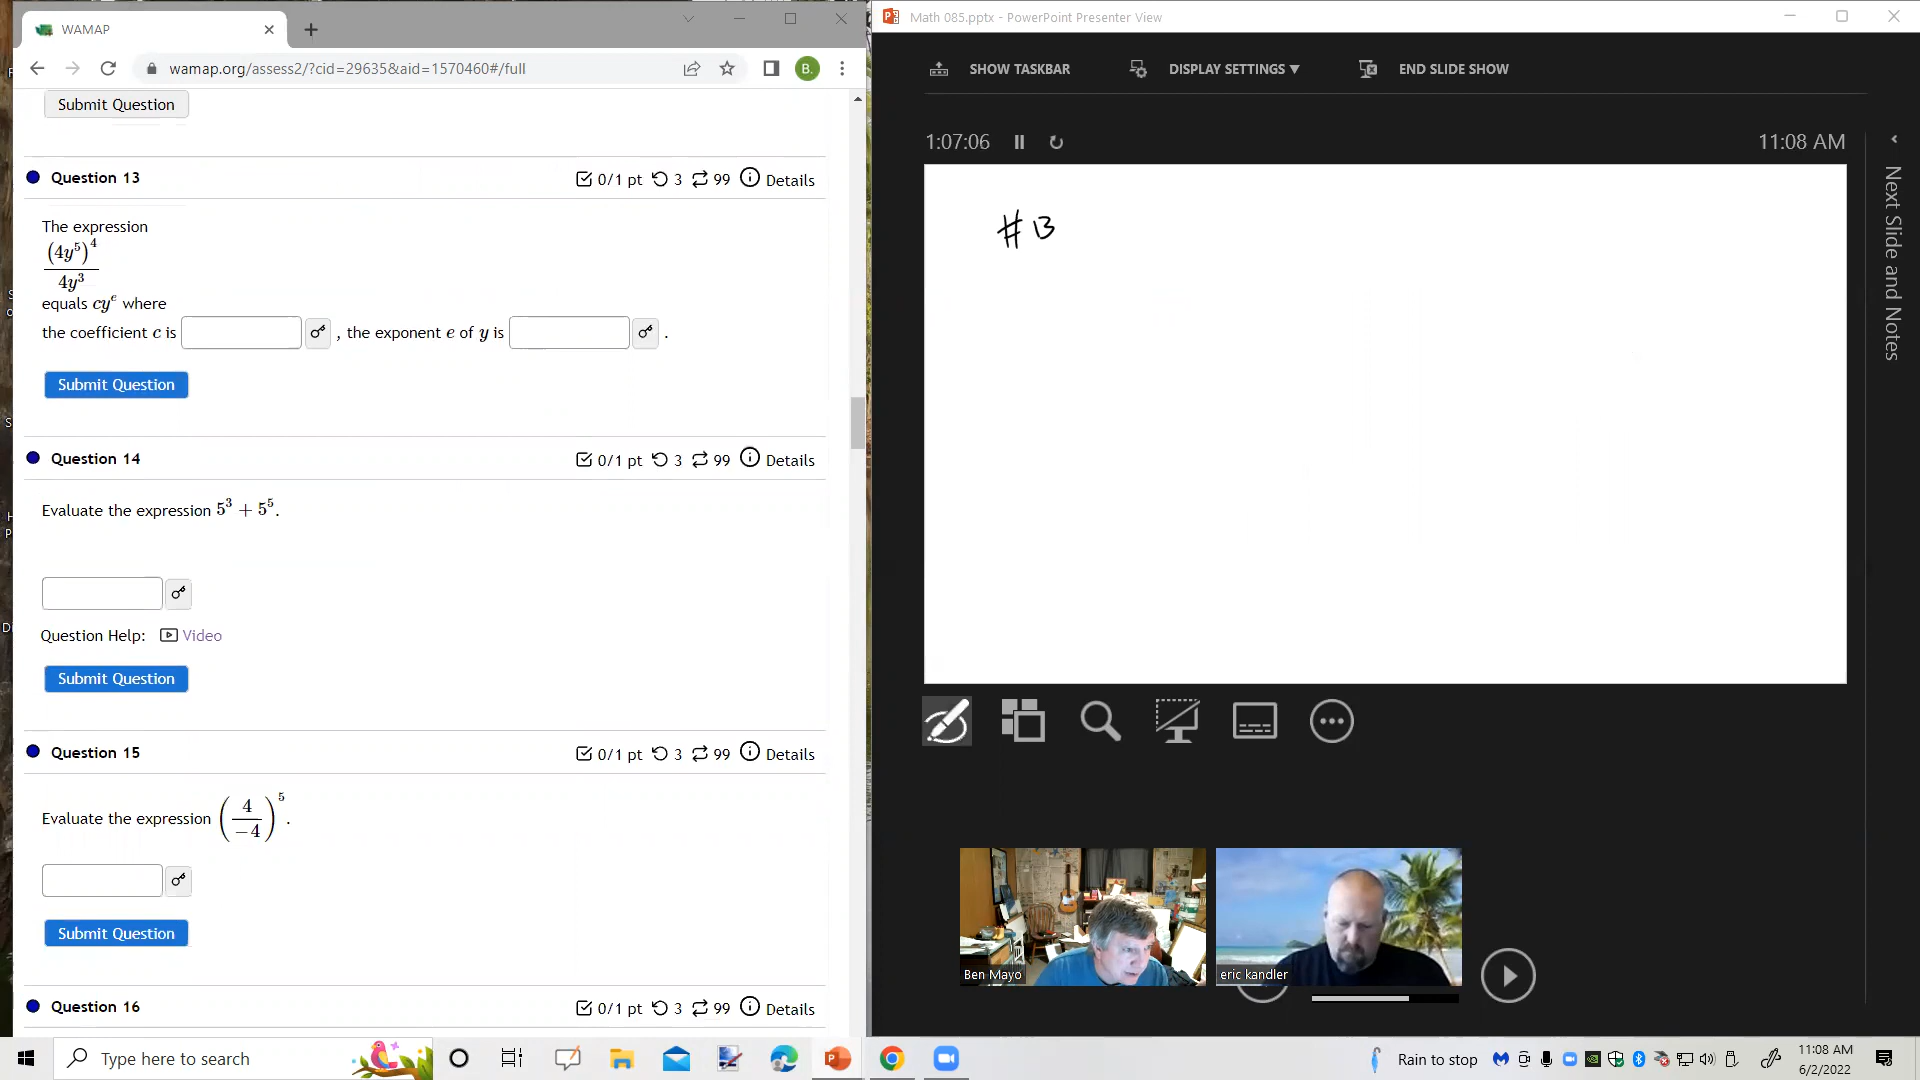 WAMAP
wamap.org/assess2/?cid=29635&aid=1570460#/full
Submit Question
Question 13
0/1 pt 3 99 Details
The expression
(4y^5)^4
4y^3
equals cy^e where
the coefficient c is , the exponent e of y is .
Submit Question
Question 14
0/1 pt 3 99 Details
Evaluate the expression 5^3 + 5^5.
Question Help: Video
Submit Question
Question 15
0/1 pt 3 99 Details
Evaluate the expression (4/-4)^5.
Submit Question
Question 16
0/1 pt 3 99 Details
Type here to search
Math 085.pptx - PowerPoint Presenter View
SHOW TASKBAR
DISPLAY SETTINGS ▼
END SLIDE SHOW
1:07:06
11:08 AM
#13
Next Slide and Notes
Ben Mayo
eric kandler
Rain to stop
11:08 AM
6/2/2022